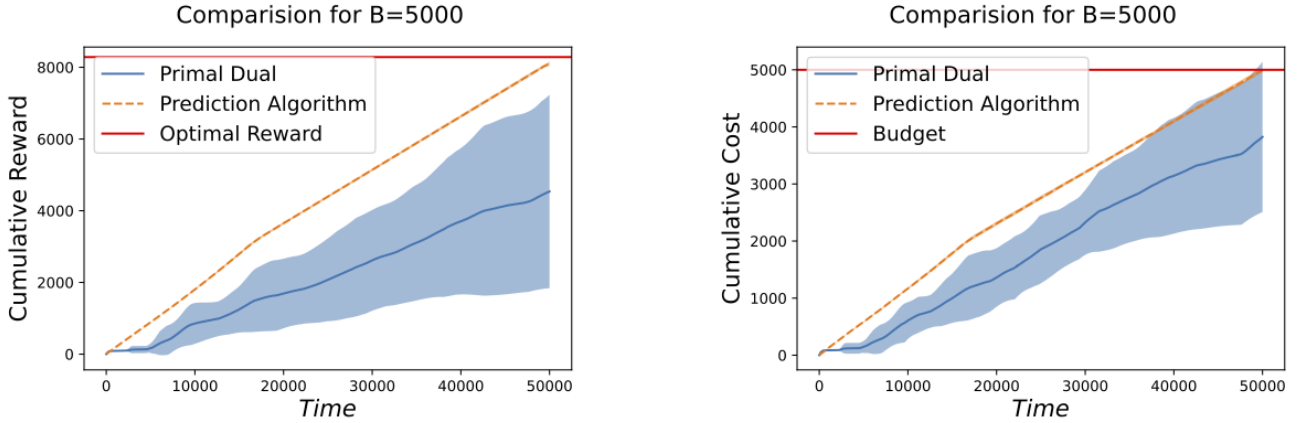 Comparision for B=5000
Cumulative Reward
8000
6000
4000
2000
0
Primal Dual
Prediction Algorithm
Optimal Reward
0
10000
20000
30000
40000
50000
Time
Comparision for B=5000
Cumulative Cost
5000
4000
3000
2000
1000
0
Primal Dual
Prediction Algorithm
Budget
0
10000
20000
30000
40000
50000
Time